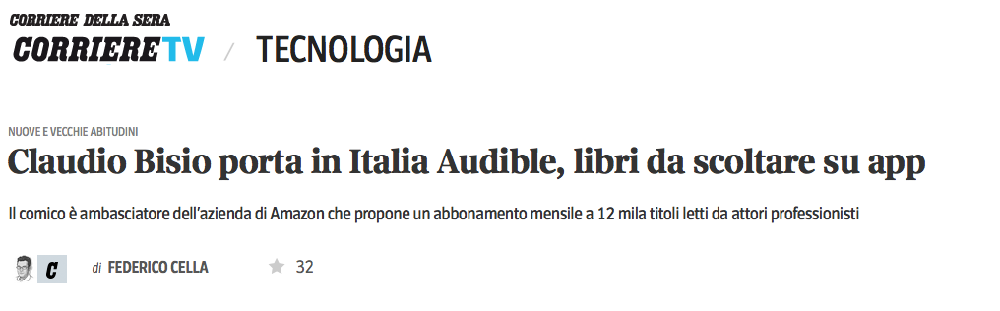 CORRIERE DELLA SERA
CORRIERETV / TECNOLOGIA
NUOVE E VECCHIE ABITUDINI
Claudio Bisio porta in Italia Audible, libri da scoltare su app
Il comico è ambasciatore dell'azienda di Amazon che propone un abbonamento mensile a 12 mila titoli letti da attori professionisti
C di FEDERICO CELLA 32